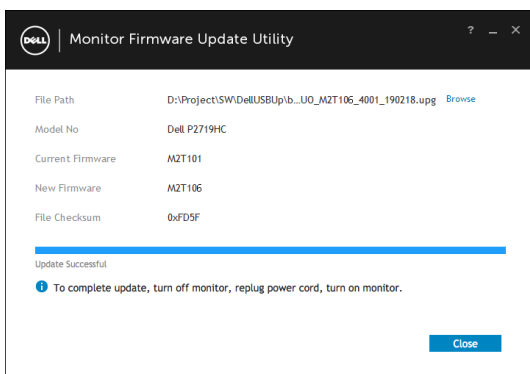 DELL Monitor Firmware Update Utility ? _ ×
File Path D:\Project\SW\DellUSBUp\b...UO_M2T106_4001_190218.upg Browse
Model No Dell P2719HC
Current Firmware M2T101
New Firmware M2T106
File Checksum 0xFD5F
Update Successful
To complete update, turn off monitor, replug power cord, turn on monitor.
Close